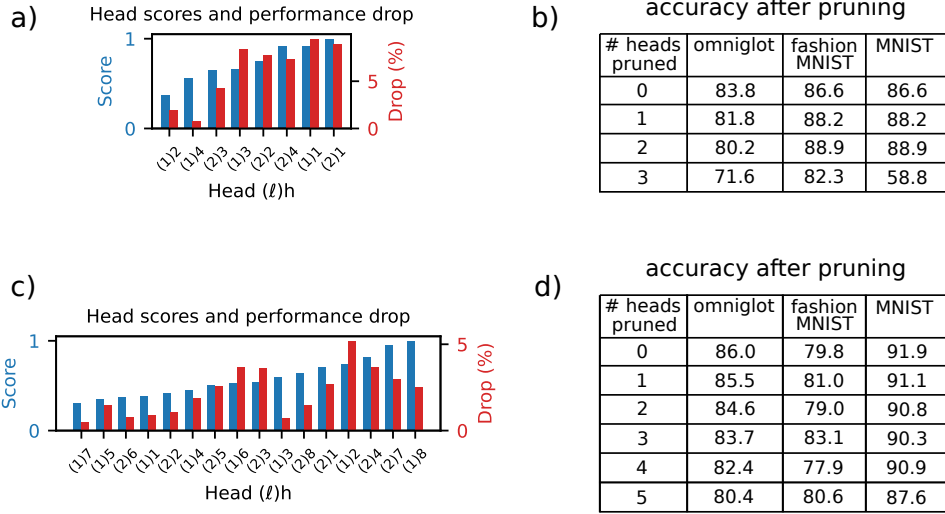 a)
Head scores and performance drop
1
0
Score
5
0
Drop (%)
(1)2 (1)4 (2)3 (1)3 (2)2 (2)4 (1)1 (2)1
Head (ℓ)h
b)
accuracy after pruning
# heads pruned omniglot fashion MNIST MNIST
0 83.8 86.6 86.6
1 81.8 88.2 88.2
2 80.2 88.9 88.9
3 71.6 82.3 58.8
c)
Head scores and performance drop
1
0
Score
5
0
Drop (%)
(1)7 (1)5 (2)6 (1)1 (2)2 (1)4 (2)5 (1)6 (2)3 (1)3 (2)8 (2)1 (1)2 (2)4 (2)7 (1)8
Head (ℓ)h
d)
accuracy after pruning
# heads pruned omniglot fashion MNIST MNIST
0 86.0 79.8 91.9
1 85.5 81.0 91.1
2 84.6 79.0 90.8
3 83.7 83.1 90.3
4 82.4 77.9 90.9
5 80.4 80.6 87.6